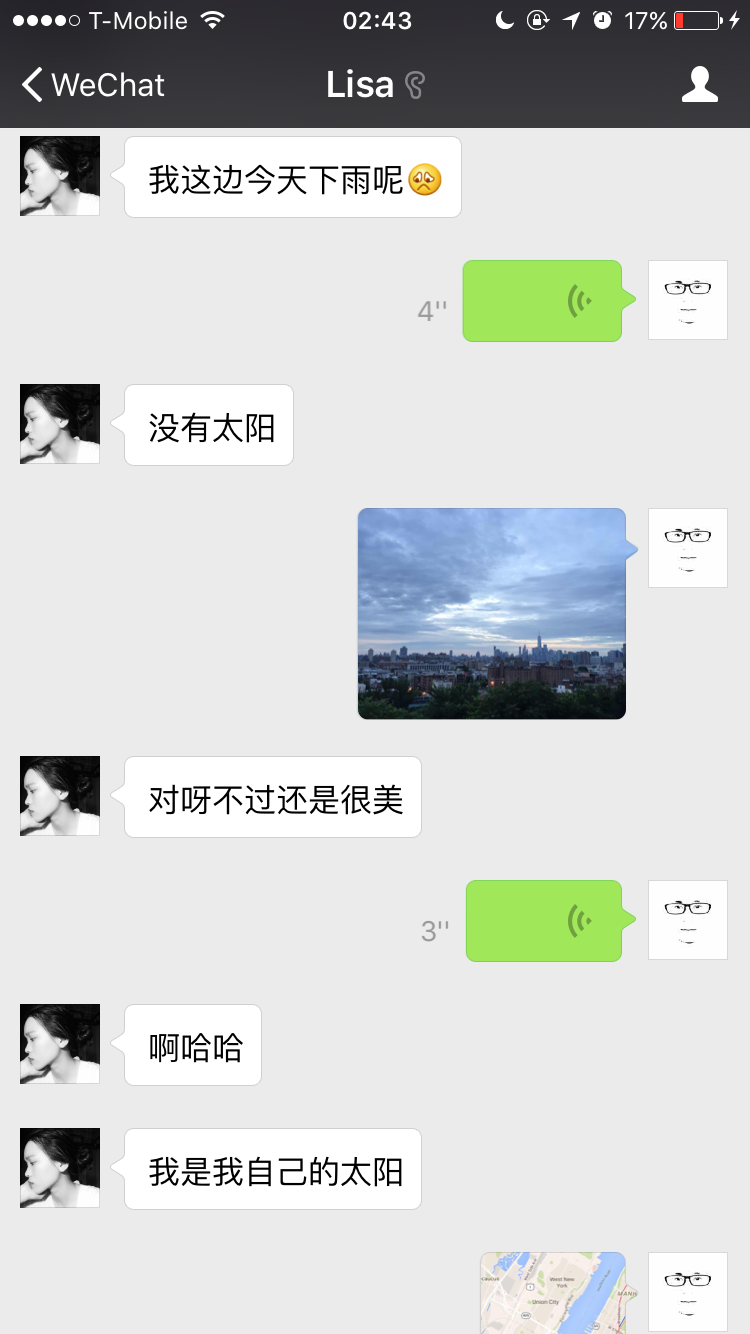 T-Mobile 02:43 17%
WeChat Lisa
我这边今天下雨呢
4''
没有太阳
对呀不过还是很美
3''
啊哈哈
我是我自己的太阳
West New
York
Union City